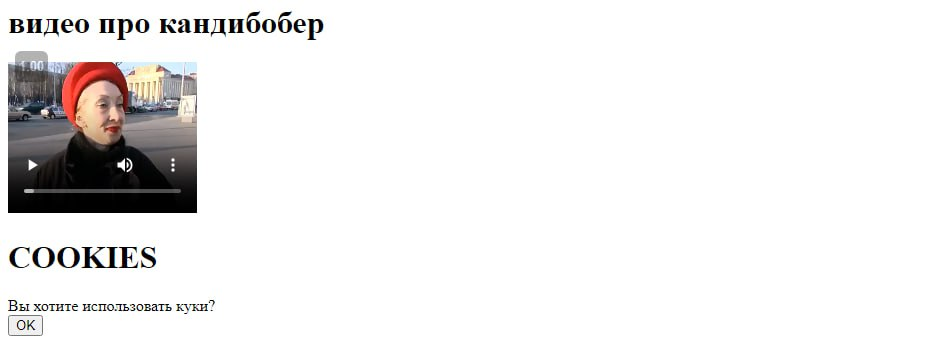 видео про кандибобер
1.00
COOKIES
Вы хотите использовать куки?
OK